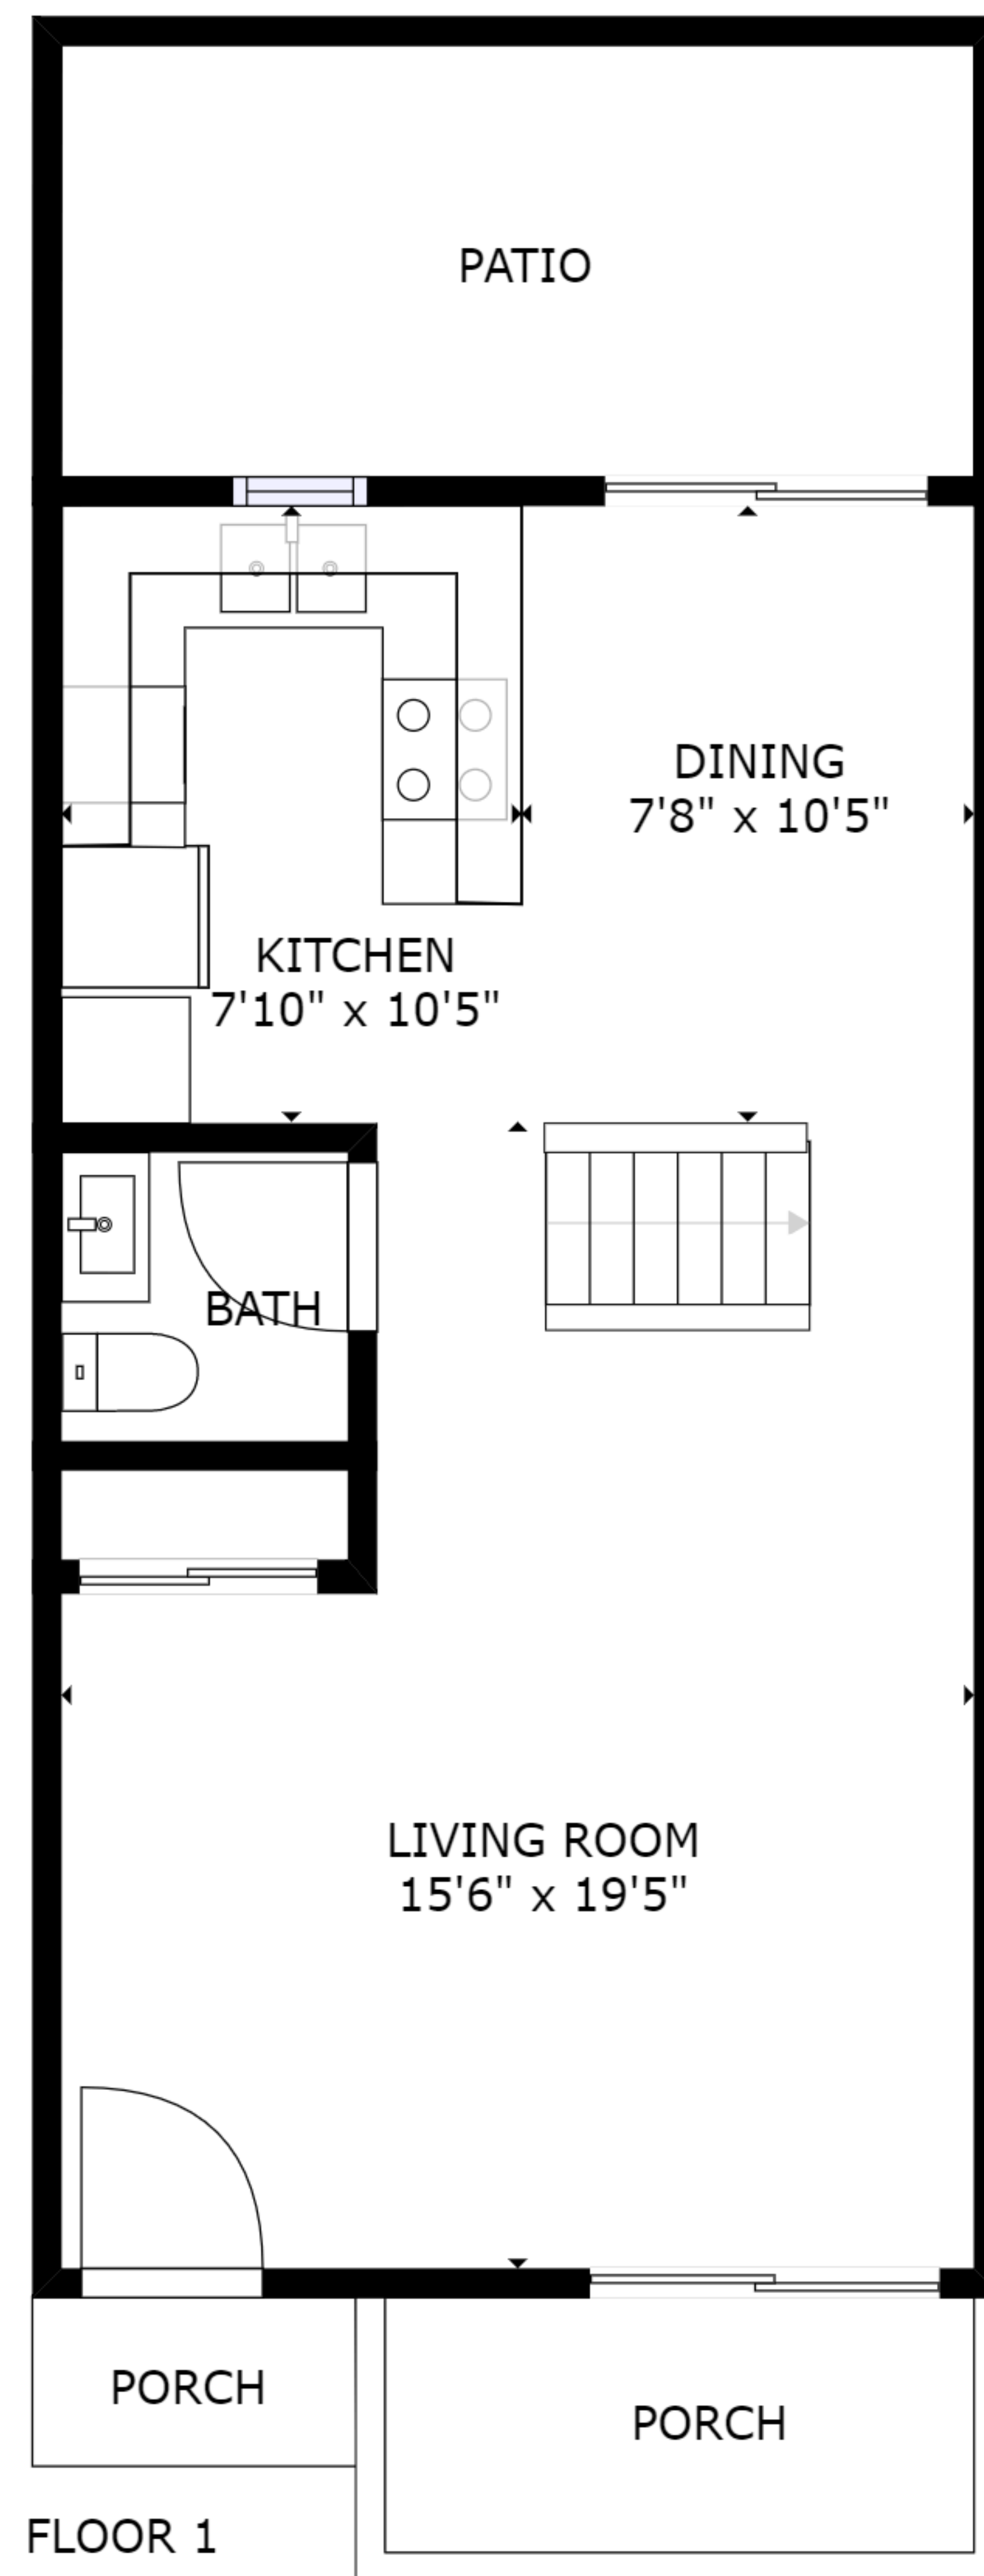 PATIO
DINING
7'8" x 10'5"
KITCHEN
7'10" x 10'5"
BATH
LIVING ROOM
15'6" x 19'5"
PORCH
PORCH
FLOOR 1